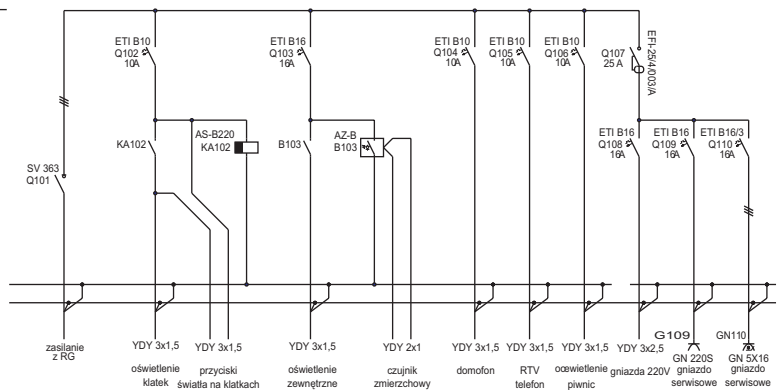 ETI B10
Q102
10A
ETI B16
Q103
16A
ETI B10
Q104
10A
ETI B10
Q105
10A
ETI B10
Q106
10A
Q107
25 A
EFI-25/4/003/A
KA102
AS-B220
KA102
B103
AZ-B
B103
ETI B16
Q108
16A
ETI B16
Q109
16A
ETI B16/3
Q110
16A
SV 363
Q101
zasilanie
z RG
YDY 3x1,5
oświetlenie
klatek
YDY 3x1,5
przyciski
światła na klatkach
YDY 3x1,5
oświetlenie
zewnętrzne
YDY 2x1
czujnik
zmierzchowy
YDY 3x1,5
domofon
YDY 3x1,5
RTV
telefon
YDY 3x1,5
oœwietlenie
piwnic
YDY 3x2,5
gniazda 220V
G109
GN 220S
gniazdo
serwisowe
GN110
GN 5X16
gniazdo
serwisowe